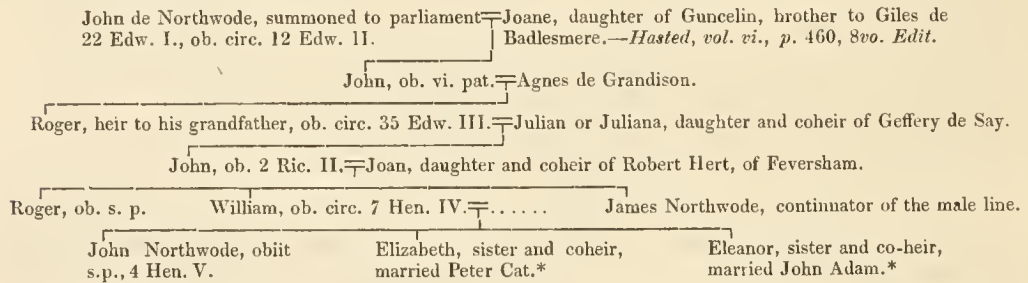 John de Northwode, summoned to parliament Joane, daughter of Guncelin, brother to Giles de
22 Edw. I., ob. circ. 12 Edw. II. Badlesmere.—Hasted, vol. vi., p. 460, 8vo. Edit.
John, ob. vi. pat. Agnes de Grandison.
Roger, heir to his grandfather, ob. circ. 35 Edw. III. Julian or Juliana, daughter and coheir of Geffery de Say.
John, ob. 2 Ric. II. Joan, daughter and coheir of Robert Hert, of Feversham.
Roger, ob. s. p. William, ob. circ. 7 Hen. IV. ...... James Northwode, continuator of the male line.
John Northwode, obiit Elizabeth, sister and coheir, Eleanor, sister and co-heir,
s.p., 4 Hen. V. married Peter Cat.* married John Adam.*